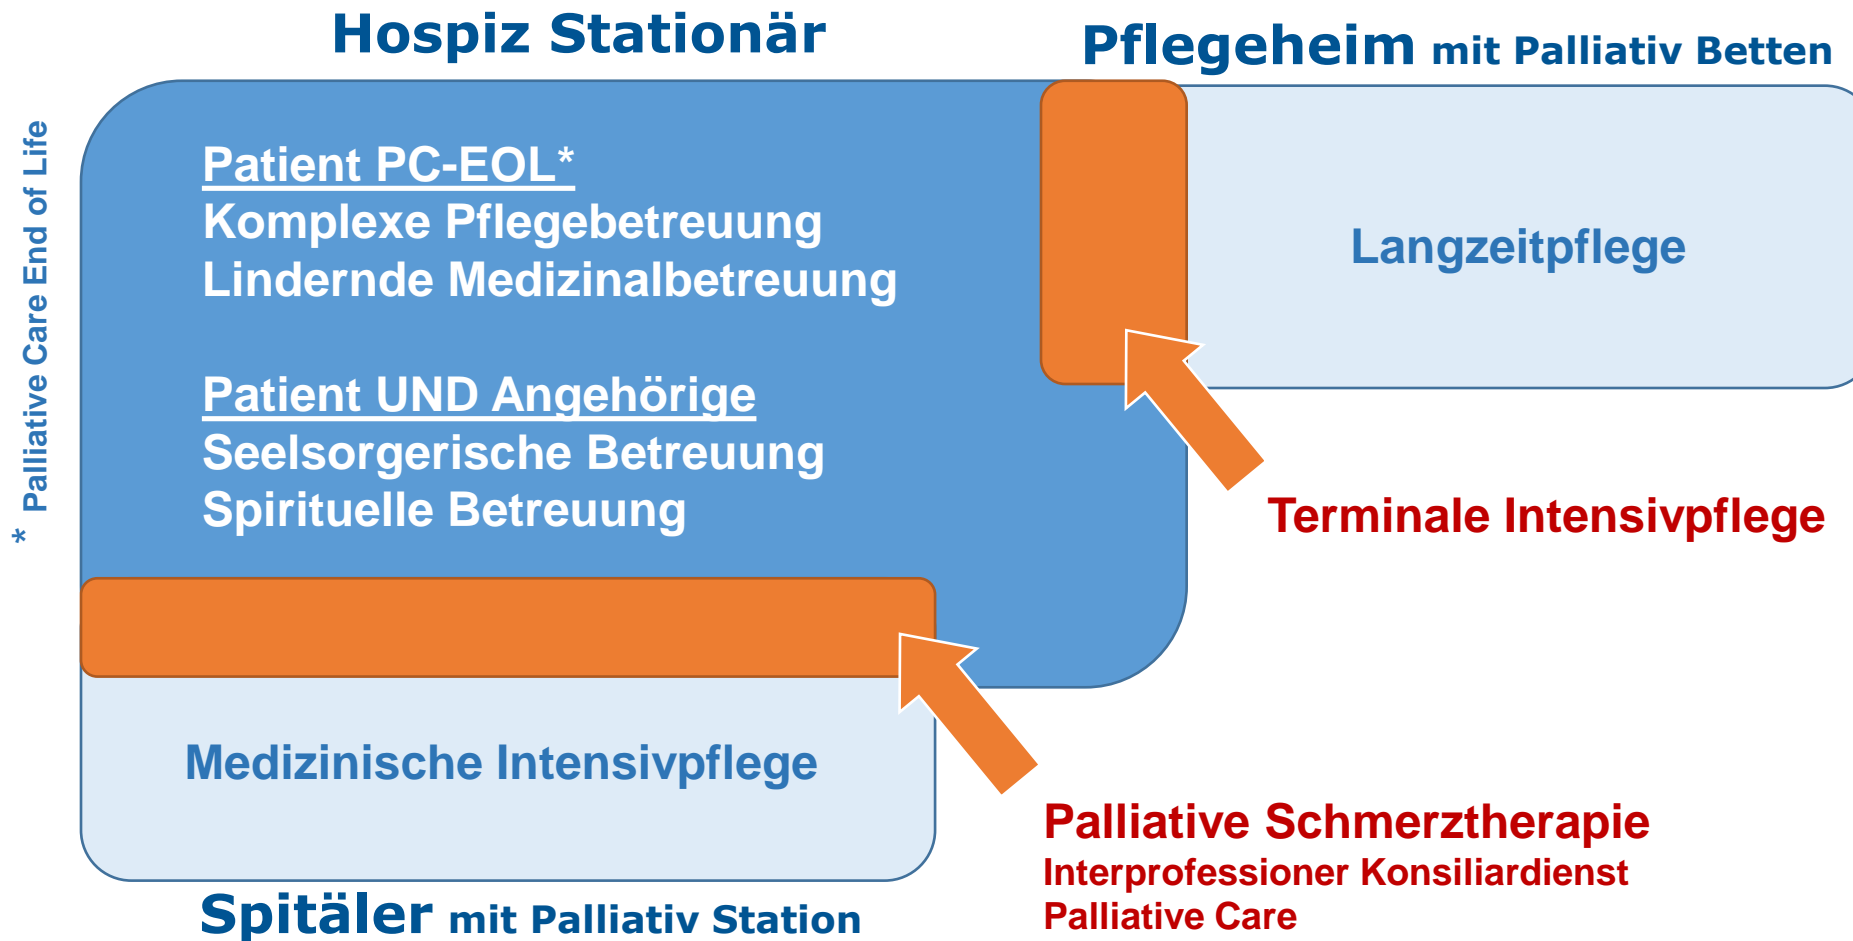 Hospiz Stationär
Pflegeheim mit Palliativ Betten
* Palliative Care End of Life
Patient PC-EOL*
Komplexe Pflegebetreuung
Lindernde Medizinalbetreuung
Patient UND Angehörige
Seelsorgerische Betreuung
Spirituelle Betreuung
Langzeitpflege
Terminale Intensivpflege
Medizinische Intensivpflege
Palliative Schmerztherapie
Interprofessioner Konsiliardienst
Palliative Care
Spitäler mit Palliativ Station